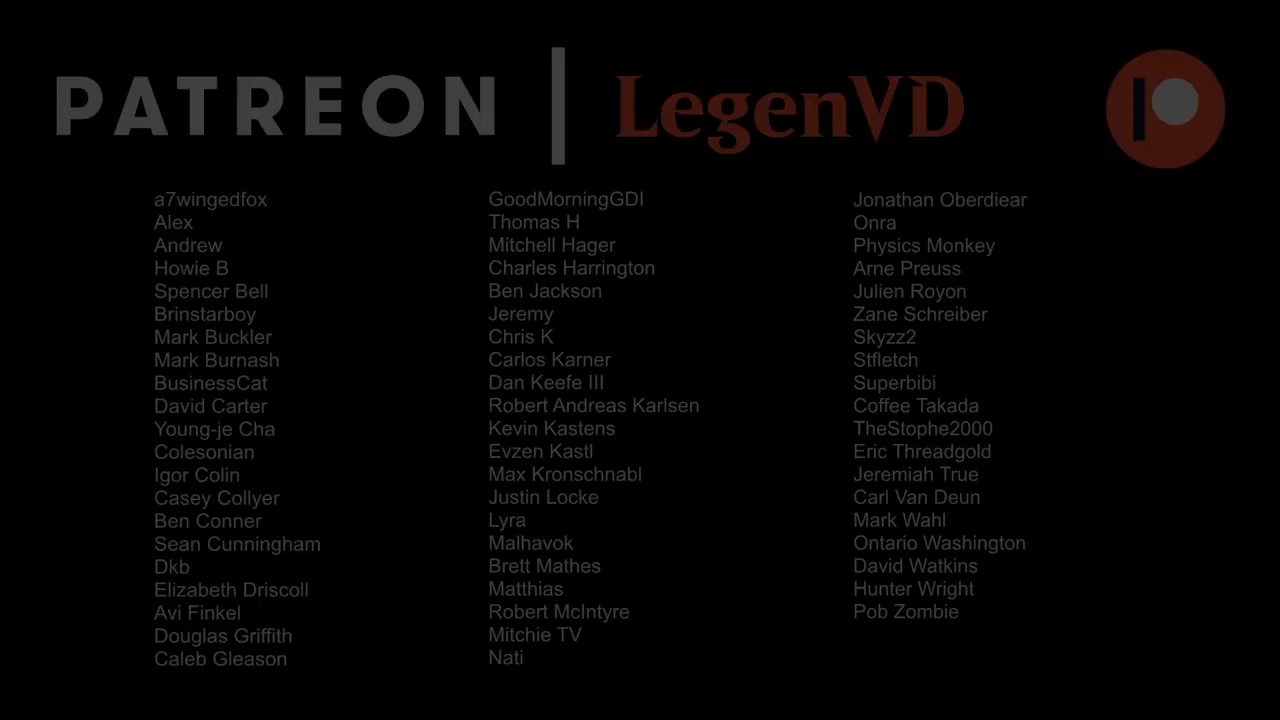 PATREON | LegenVD
a7wingedfox
Alex
Andrew
Howie B
Spencer Bell
Brinstarboy
Mark Buckler
Mark Burnash
BusinessCat
David Carter
Young-je Cha
Colesonian
Igor Colin
Casey Collyer
Ben Conner
Sean Cunningham
Dkb
Elizabeth Driscoll
Avi Finkel
Douglas Griffith
Caleb Gleason
GoodMorningGDI
Thomas H
Mitchell Hager
Charles Harrington
Ben Jackson
Jeremy
Chris K
Carlos Karner
Dan Keefe III
Robert Andreas Karlsen
Kevin Kastens
Evzen Kastl
Max Kronschnabl
Justin Locke
Lyra
Malhavok
Brett Mathes
Matthias
Robert McIntyre
Mitchie TV
Nati
Jonathan Oberdiear
Onra
Physics Monkey
Arne Preuss
Julien Royon
Zane Schreiber
Skyzz2
Stfletch
Superbibi
Coffee Takada
TheStophe2000
Eric Threadgold
Jeremiah True
Carl Van Deun
Mark Wahl
Ontario Washington
David Watkins
Hunter Wright
Pob Zombie